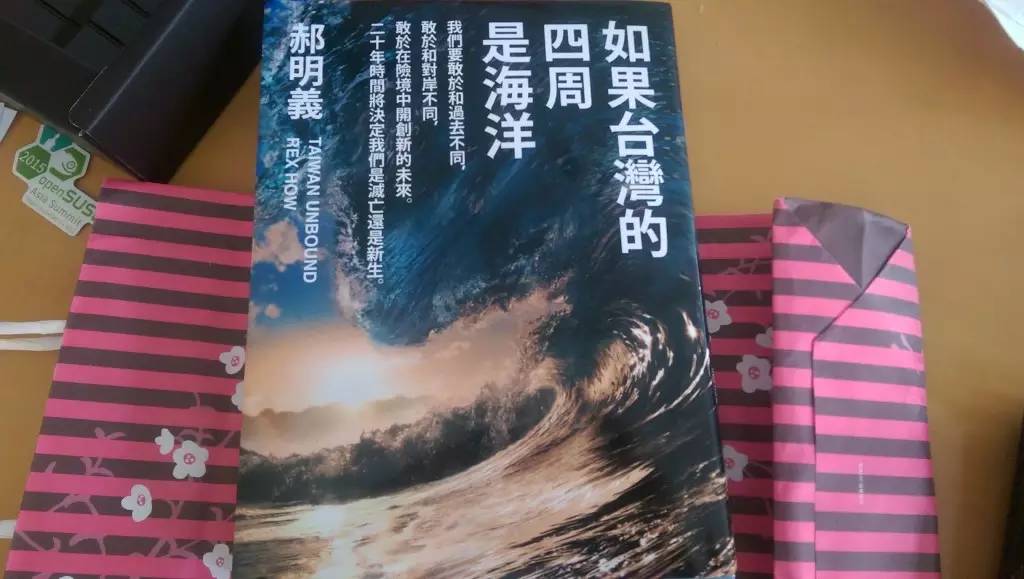 如果台灣的
四周
是海洋
我們要敢於和過去不同,
敢於和對岸不同,
敢於在險境中開創新的未來。
二十年時間將決定我們是滅亡還是新生。
郝明義
TAIWAN UNBOUND
REX HOW
2015
openSUS
Asia Summit